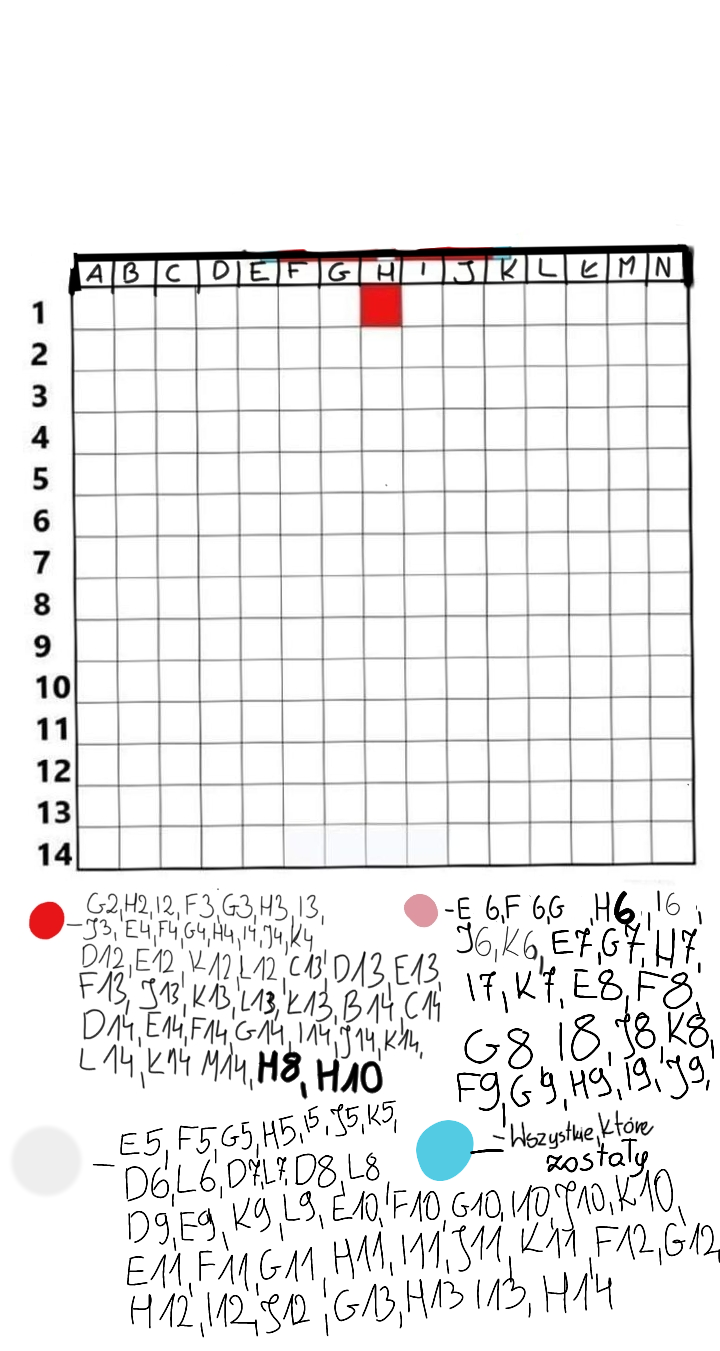 A B C D E F G H I J K L Ł M N
1
2
3
4
5
6
7
8
9
10
11
12
13
14
G2,H2,I2, F3,G3,H3, I3,
-J3, E4,F4,G4,H4,I4,J4,K4
D12,E12,K12,L12,C13,D13,E13,
F13, J13,K13,L13,Ł13,B14,C14
D14,E14,F14,G14,I14,J14,K14,
L14,Ł14 M14,H8,H10
-E 6,F 6,G ,H6, I6 ,
J6,K6,E7,G7,H7,
I7,K7,E8,F8,
G8 I8,J8,K8,
F9,G9,H9,I9,J9,
- E5,F5,G5,H5,I5,J5,K5,
D6,L6,D7,L7,D8,L8
D9,E9,K9,L9,E10,F10,G10,I10,J10,K10,
E11,F11,G11,H11,I11,J11,K11 F12,G12,
H12,I12,J12,G13,H13 I13, H14
-Wszystkie,które
zostały